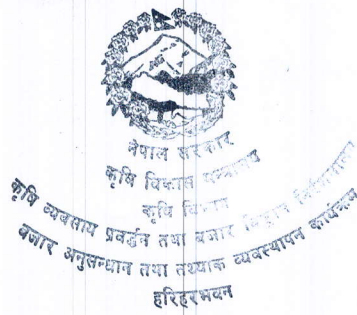 नेपाल सरकार
कृषि विकास मन्त्रालय
कृषि विभाग
कृषि व्यवसाय प्रवर्द्धन तथा बजार विकास निर्देशनालय
बजार अनुसन्धान तथा तथ्यांक व्यवस्थापन कार्यक्रम
हरिहरभवन